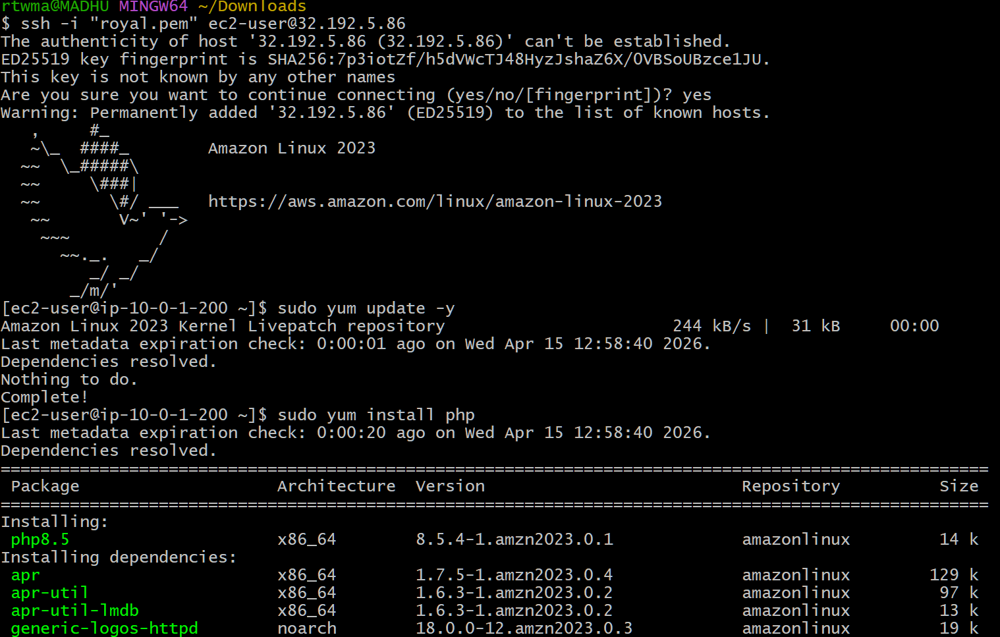 rtwma@MADHU MINGW64 ~/Downloads
$ ssh -i "royal.pem" ec2-user@32.192.5.86
The authenticity of host '32.192.5.86 (32.192.5.86)' can't be established.
ED25519 key fingerprint is SHA256:7p3iotZf/h5dVWcTJ48HyzJshaZ6X/0VBSoUBzce1JU.
This key is not known by any other names
Are you sure you want to continue connecting (yes/no/[fingerprint])? yes
Warning: Permanently added '32.192.5.86' (ED25519) to the list of known hosts.
   ,     #_
   ~\_  ####_        Amazon Linux 2023
  ~~  \_#####\
  ~~     \###|
  ~~       \#/ ___   https://aws.amazon.com/linux/amazon-linux-2023
   ~~       V~' '->
    ~~~         /
      ~~._.   _/
         _/ _/
       _/m/'
[ec2-user@ip-10-0-1-200 ~]$ sudo yum update -y
Amazon Linux 2023 Kernel Livepatch repository                       244 kB/s |  31 kB     00:00
Last metadata expiration check: 0:00:01 ago on Wed Apr 15 12:58:40 2026.
Dependencies resolved.
Nothing to do.
Complete!
[ec2-user@ip-10-0-1-200 ~]$ sudo yum install php
Last metadata expiration check: 0:00:20 ago on Wed Apr 15 12:58:40 2026.
Dependencies resolved.
====================================================================================================
 Package                    Architecture  Version                          Repository          Size
====================================================================================================
Installing:
 php8.5                     x86_64        8.5.4-1.amzn2023.0.1             amazonlinux         14 k
Installing dependencies:
 apr                        x86_64        1.7.5-1.amzn2023.0.4             amazonlinux        129 k
 apr-util                   x86_64        1.6.3-1.amzn2023.0.2             amazonlinux         97 k
 apr-util-lmdb              x86_64        1.6.3-1.amzn2023.0.2             amazonlinux         13 k
 generic-logos-httpd        noarch        18.0.0-12.amzn2023.0.3           amazonlinux         19 k